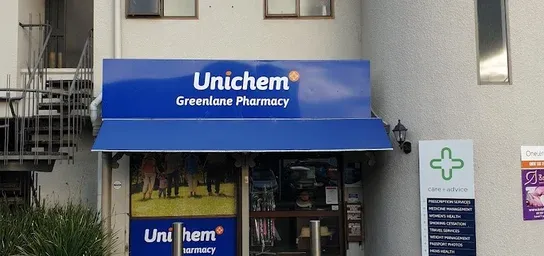 Unichem
Greenlane Pharmacy
Unichem
armacy
care + advice
PRESCRIPTION SERVICES
MEDICINE MANAGEMENT
WOMEN'S HEALTH
SMOKING CESSATION
TRAVEL SERVICES
WEIGHT MANAGEMENT
PASSPORT PHOTOS
MENS HEALTH